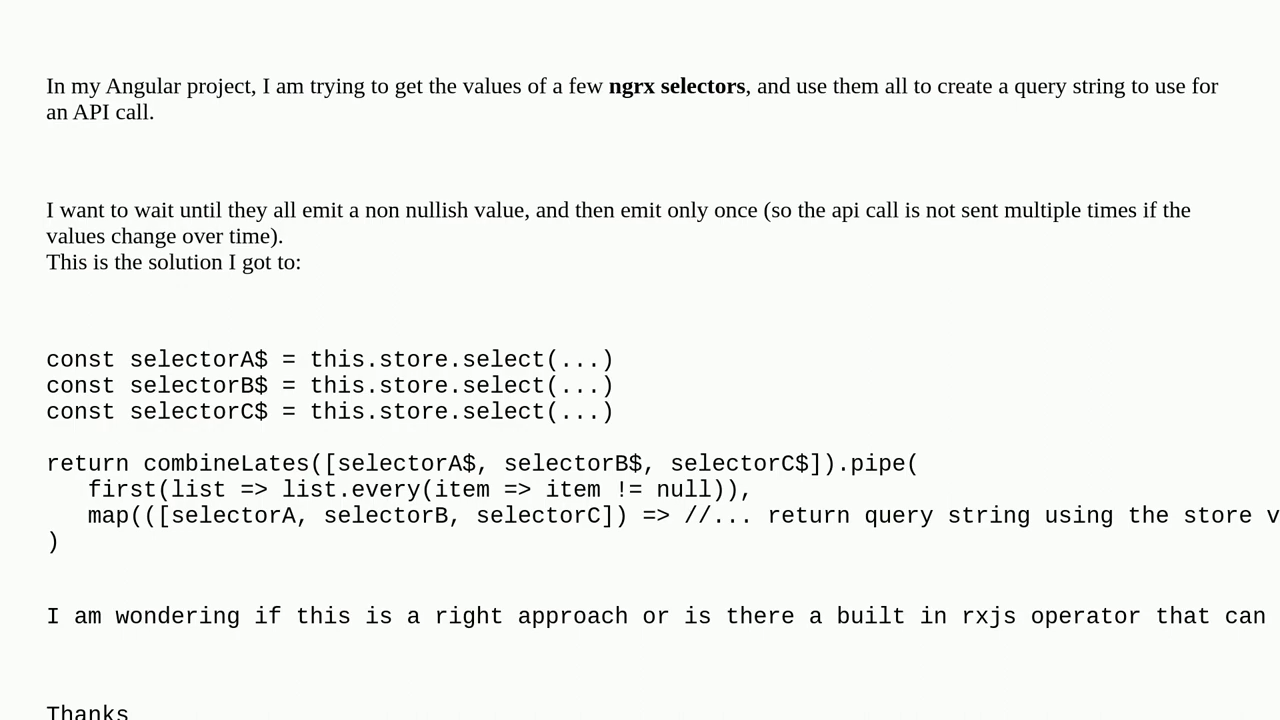 In my Angular project, I am trying to get the values of a few ngrx selectors, and use them all to create a query string to use for
an API call.
I want to wait until they all emit a non nullish value, and then emit only once (so the api call is not sent multiple times if the
values change over time).
This is the solution I got to:
const selectorA$ = this.store.select(...)
const selectorB$ = this.store.select(...)
const selectorC$ = this.store.select(...)
return combineLates([selectorA$, selectorB$, selectorC$]).pipe(
   first(list => list.every(item => item != null)),
   map(([selectorA, selectorB, selectorC]) => //... return query string using the store
)
I am wondering if this is a right approach or is there a built in rxjs operator that can
Thanks